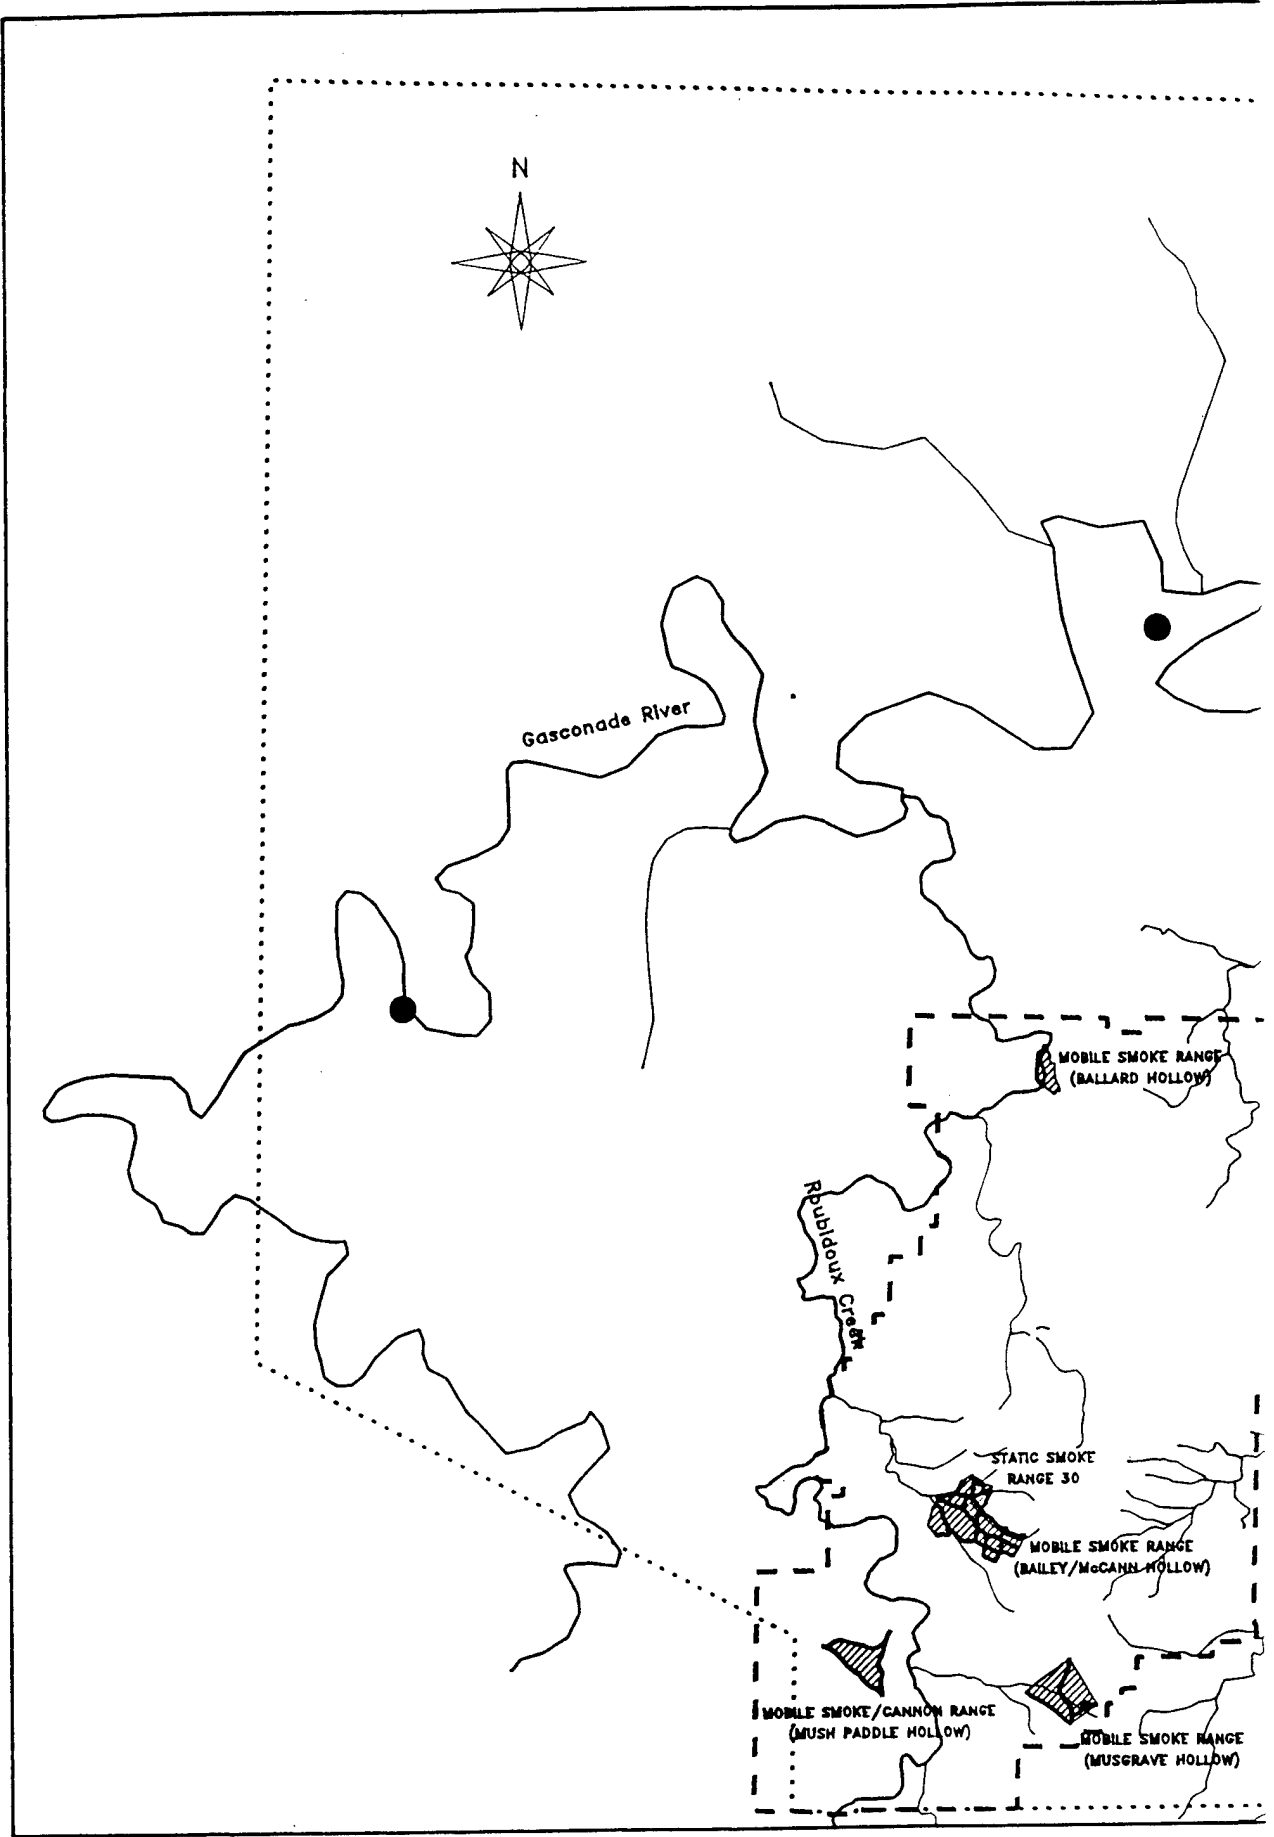 N
Gasconade River
MOBILE SMOKE RANGE
(BALLARD HOLLOW)
Roubidoux Creek
STATIC SMOKE
RANGE 30
MOBILE SMOKE RANGE
(BAILEY/McCANN HOLLOW)
MOBILE SMOKE/CANNON RANGE
(MUSH PADDLE HOLLOW)
MOBILE SMOKE RANGE
(MUSGRAVE HOLLOW)